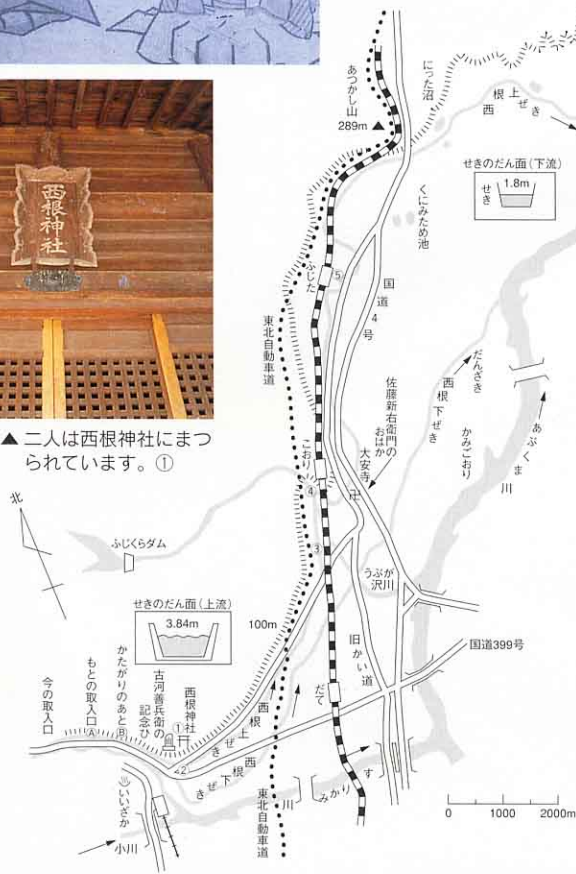 西根神社
▲ 二人は西根神社にまつ
られています。①
あつかし山
289m ▲
にった沼
西根上ぜき
せきのだん面(下流)
1.8m
せき
くにみため池
ふじた
⑤
国道4号
東北自動車道
西根下ぜき
だんざき
かみごおり
あぶくま川
佐藤新右衛門の
おはか
大安寺
卍
こおり
④
③
北
ふじくらダム
うぶが沢川
せきのだん面(上流)
3.84m
100m
旧かい道
国道399号
だて
今の取入口
もとの取入口
Ⓐ
かたがりのあと
Ⓑ
古河善兵衛の
記念ひ
西根神社
①
②
西根上ぜき
西根下ぜき
いいざか
小川
すりかみ川
東北自動車道
0 1000 2000m